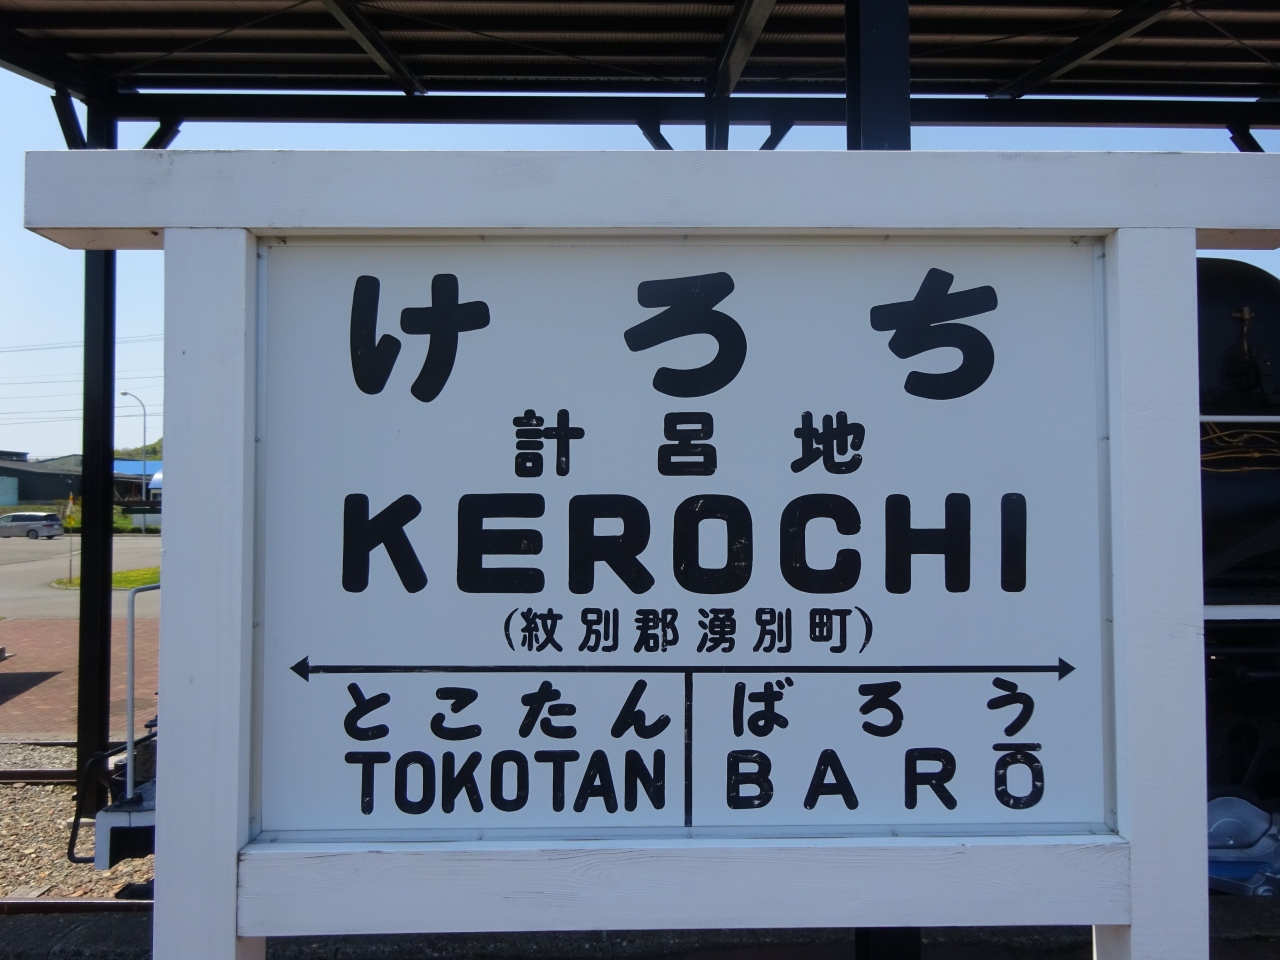 けろち
計呂地
KEROCHI
(紋別郡湧別町)
とこたん ばろう
TOKOTAN BARŌ